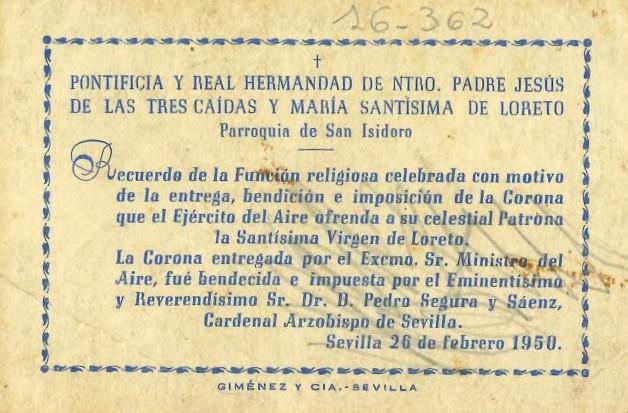 16-362
†
PONTIFICIA Y REAL HERMANDAD DE NTRO. PADRE JESÚS
DE LAS TRES CAÍDAS Y MARÍA SANTÍSIMA DE LORETO
Parroquia de San Isidoro
Recuerdo de la Función religiosa celebrada con motivo
de la entrega, bendición e imposición de la Corona
que el Ejército del Aire ofrenda a su celestial Patrona
la Santísima Virgen de Loreto.
La Corona entregada por el Excmo. Sr. Ministro del
Aire, fué bendecida e impuesta por el Eminentísimo
y Reverendísimo Sr. Dr. D. Pedro Segura y Sáenz,
Cardenal Arzobispo de Sevilla.
Sevilla 26 de febrero 1950.
GIMÉNEZ Y CIA.-SEVILLA